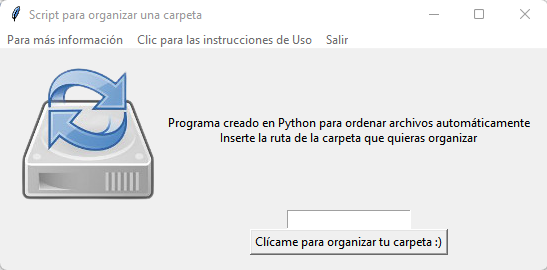 Script para organizar una carpeta
Para más información Clic para las instrucciones de Uso Salir
Programa creado en Python para ordenar archivos automáticamente
Inserte la ruta de la carpeta que quieras organizar
Clícame para organizar tu carpeta :)